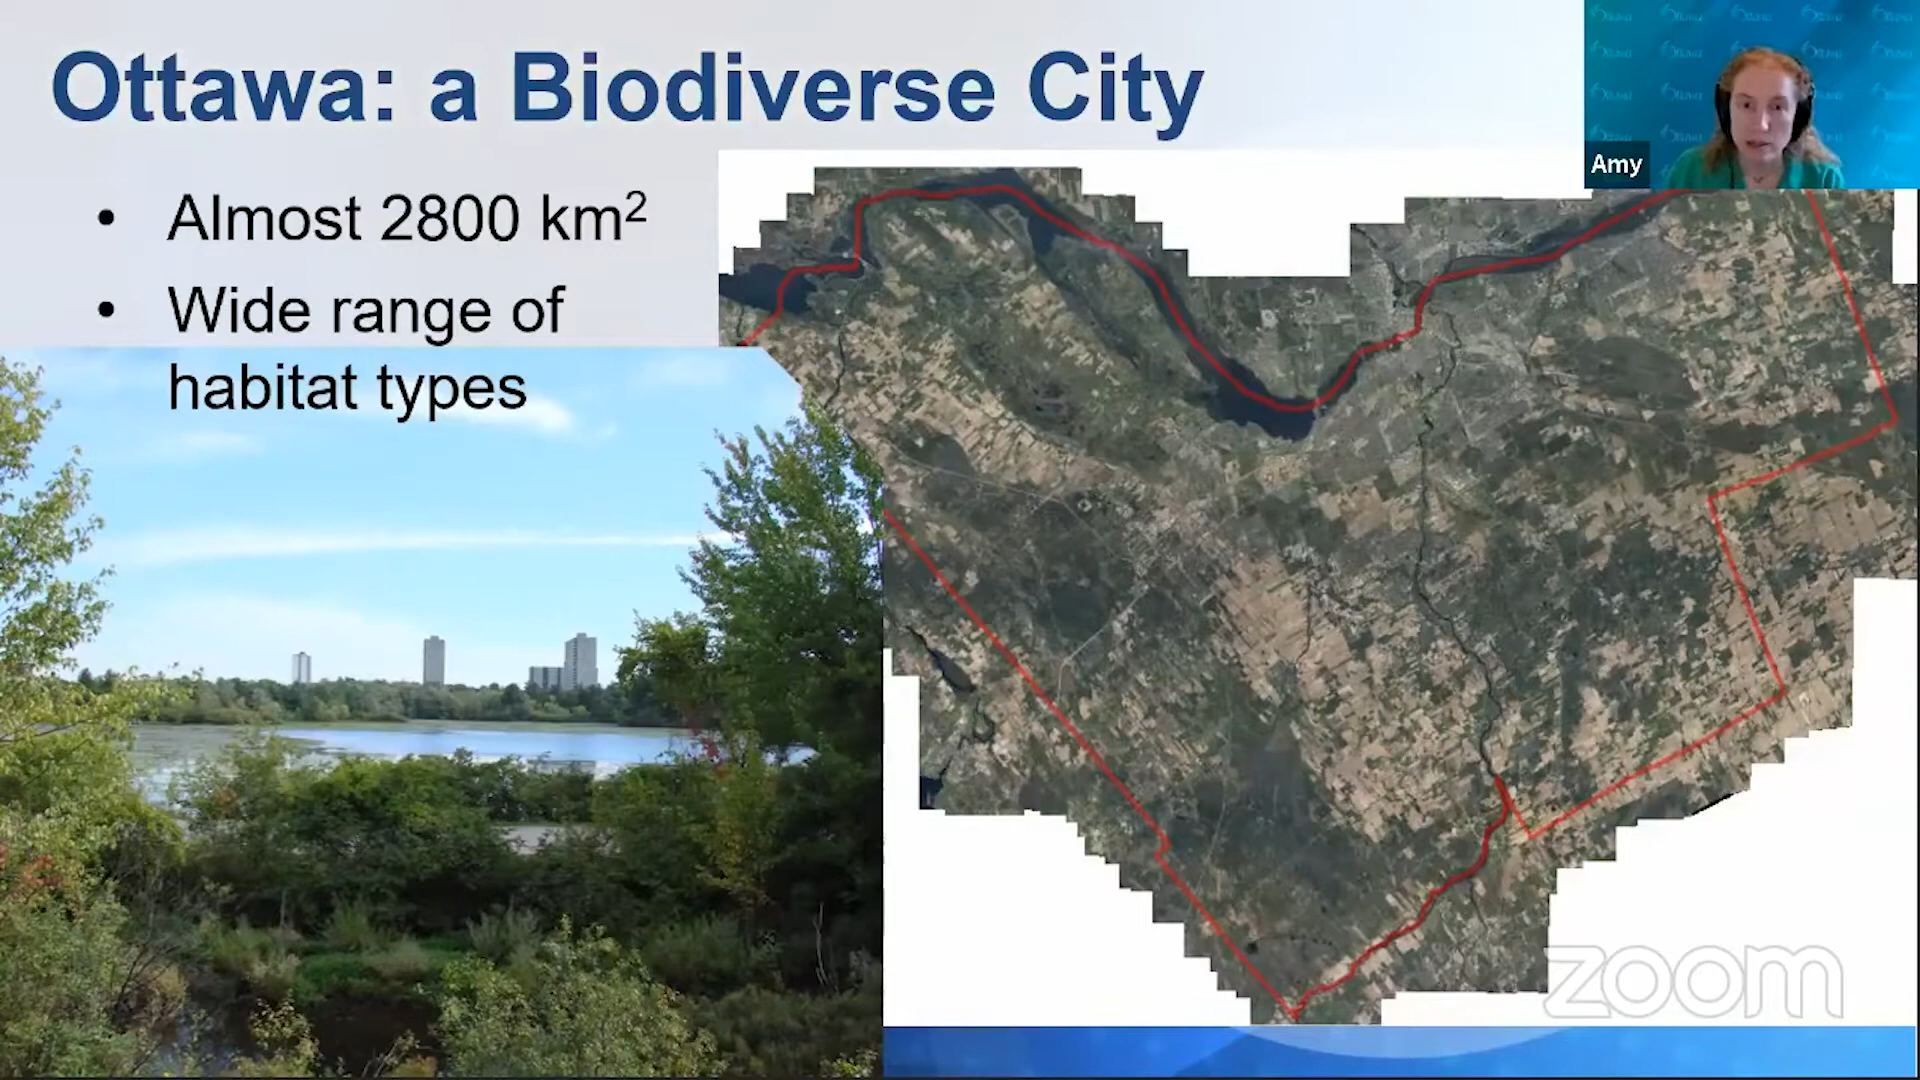 Ottawa: a Biodiverse City
• Almost 2800 km²
• Wide range of
habitat types
Amy
zoom